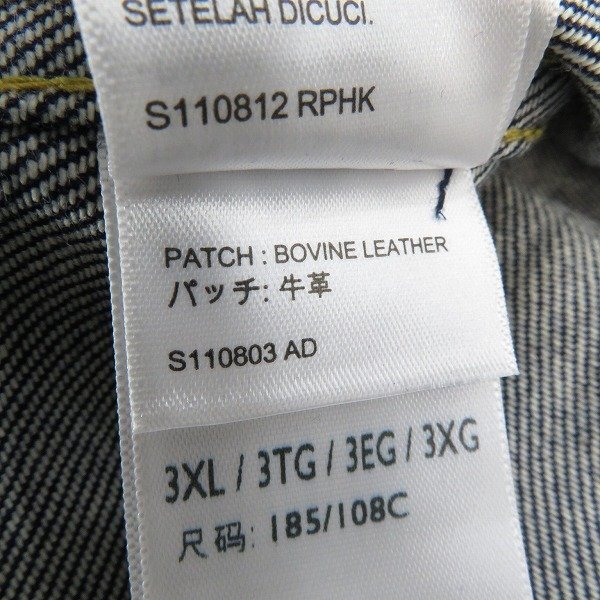 SETELAH DICUCI.
S110812 RPHK
PATCH : BOVINE LEATHER
パッチ: 牛革
S110803 AD
3XL / 3TG / 3EG / 3XG
尺码: 185/108C